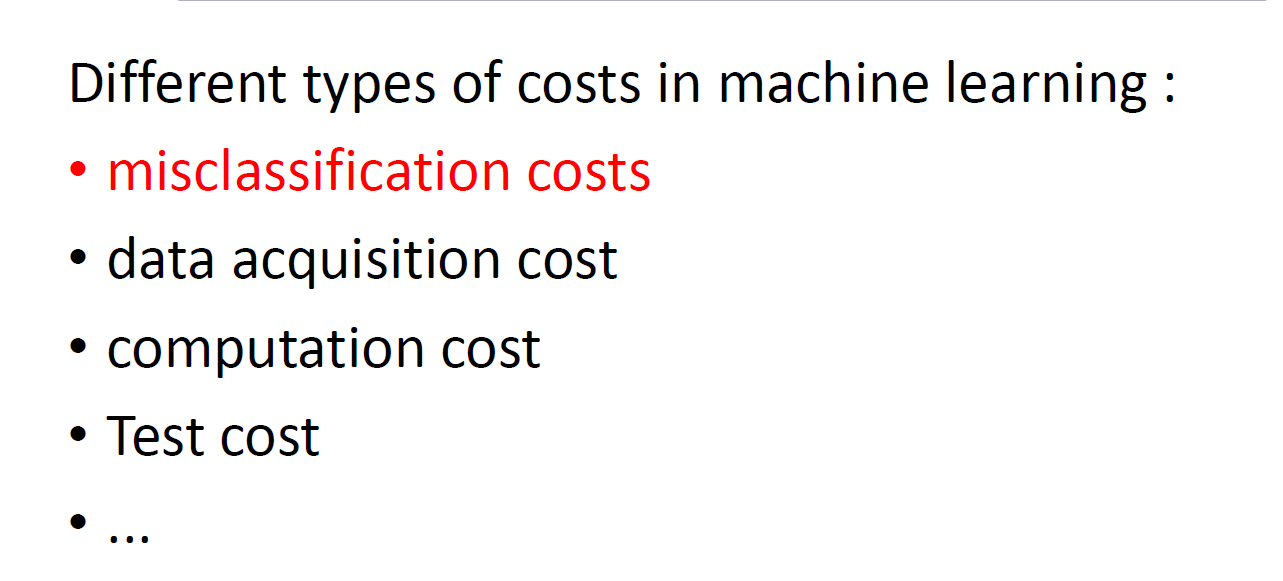 Different types of costs in machine learning :
• misclassification costs
• data acquisition cost
• computation cost
• Test cost
• ...